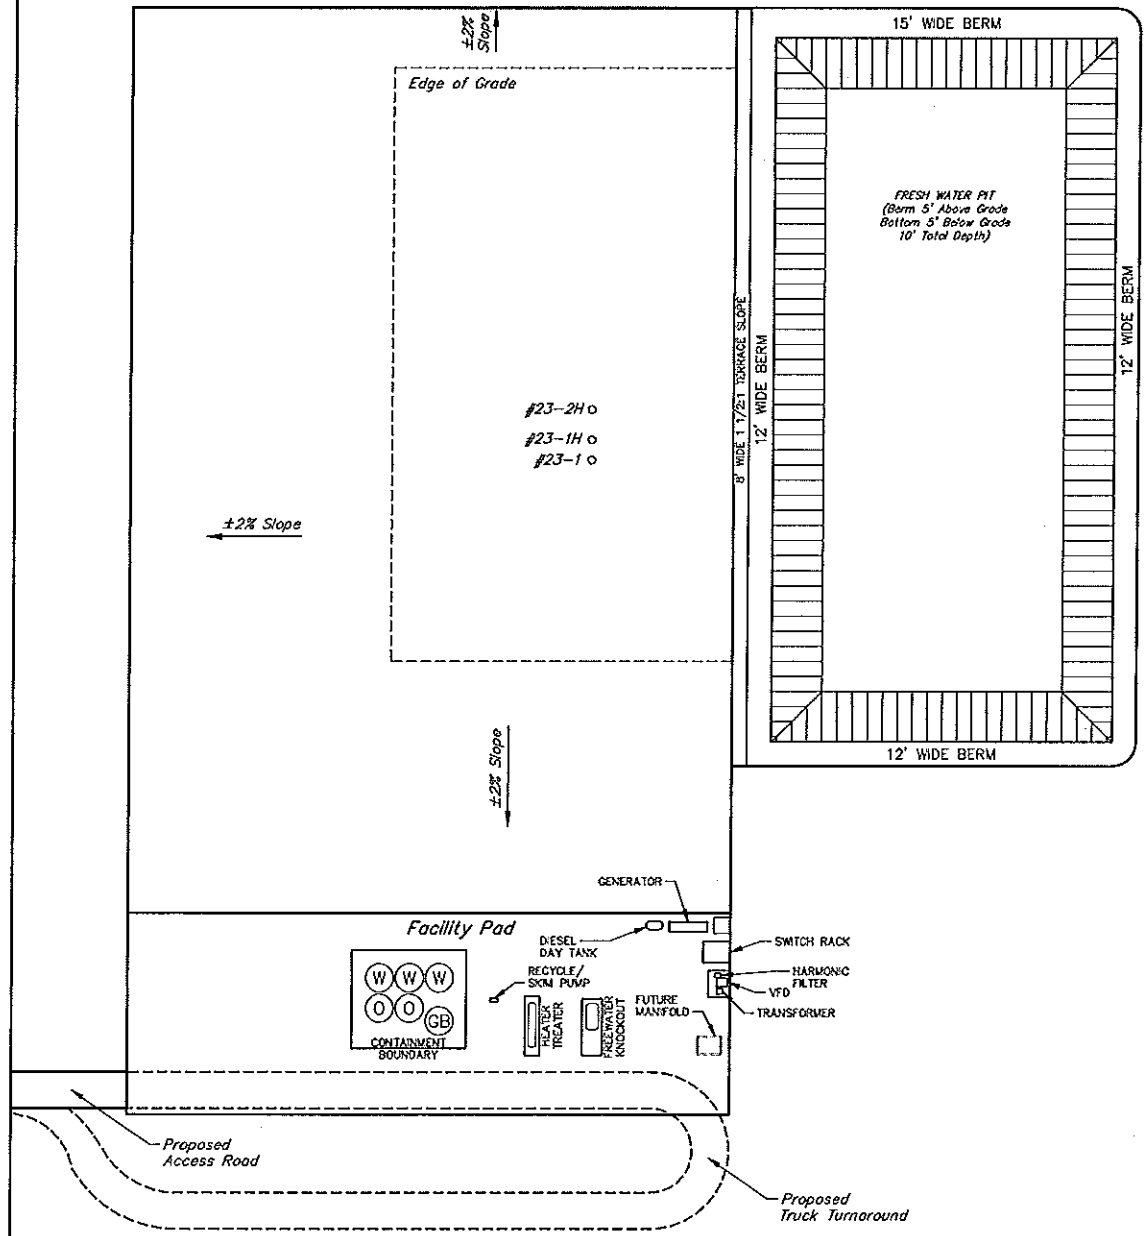 ±2%
Slope
15' WIDE BERM
Edge of Grade
FRESH WATER PIT
(Berm 5' Above Grade
Bottom 5' Below Grade
10' Total Depth)
8' WIDE 1 1/2:1 TERRACE SLOPE
12' WIDE BERM
12' WIDE BERM
#23-2H
#23-1H
#23-1
±2% Slope
±2% Slope
12' WIDE BERM
GENERATOR
Facility Pad
DIESEL
DAY TANK
SWITCH RACK
RECYCLE/
SKIM PUMP
HARMONIC
FILTER
VFD
TRANSFORMER
W W W
O O GB
CONTAINMENT
BOUNDARY
HEATER
TREATER
FREEWATER
KNOCKOUT
FUTURE
MANIFOLD
Proposed
Access Road
Proposed
Truck Turnaround